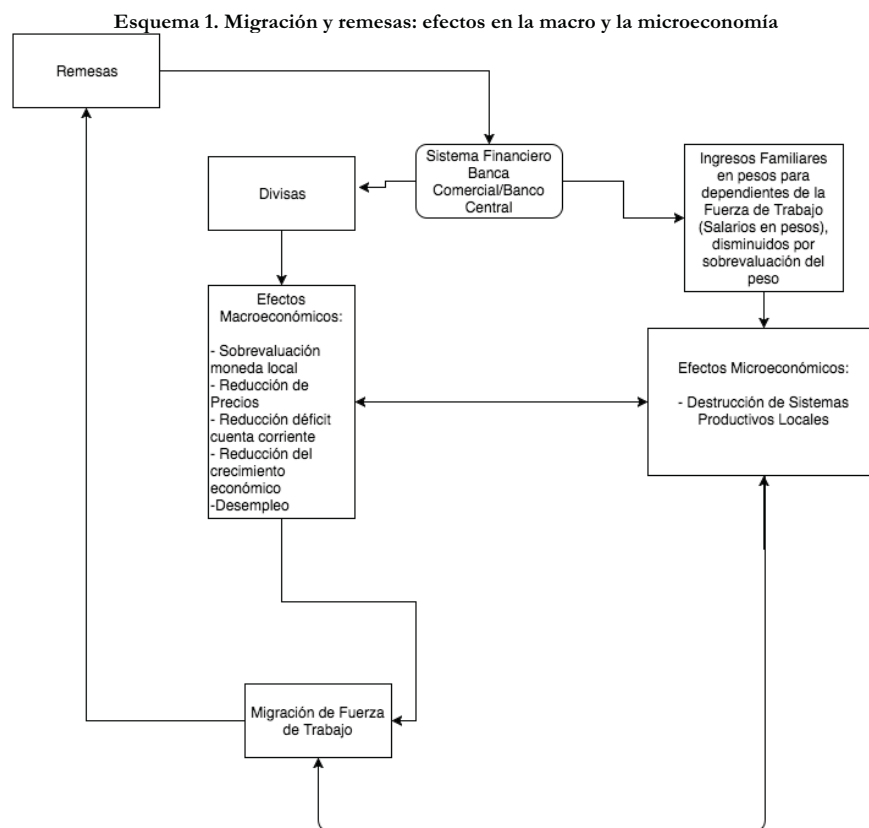 Esquema 1. Migración y remesas: efectos en la macro y la microeconomía
Remesas
Sistema Financiero
Banca
Comercial/Banco
Central
Divisas
Ingresos Familiares
en pesos para
dependientes de la
Fuerza de Trabajo
(Salarios en pesos),
disminuidos por
sobrevaluación del
peso
Efectos
Macroeconómicos:
- Sobrevaluación
moneda local
- Reducción de
Precios
- Reducción déficit
cuenta corriente
- Reducción del
crecimiento
económico
-Desempleo
Efectos Microeconómicos:
- Destrucción de Sistemas
Productivos Locales
Migración de Fuerza
de Trabajo